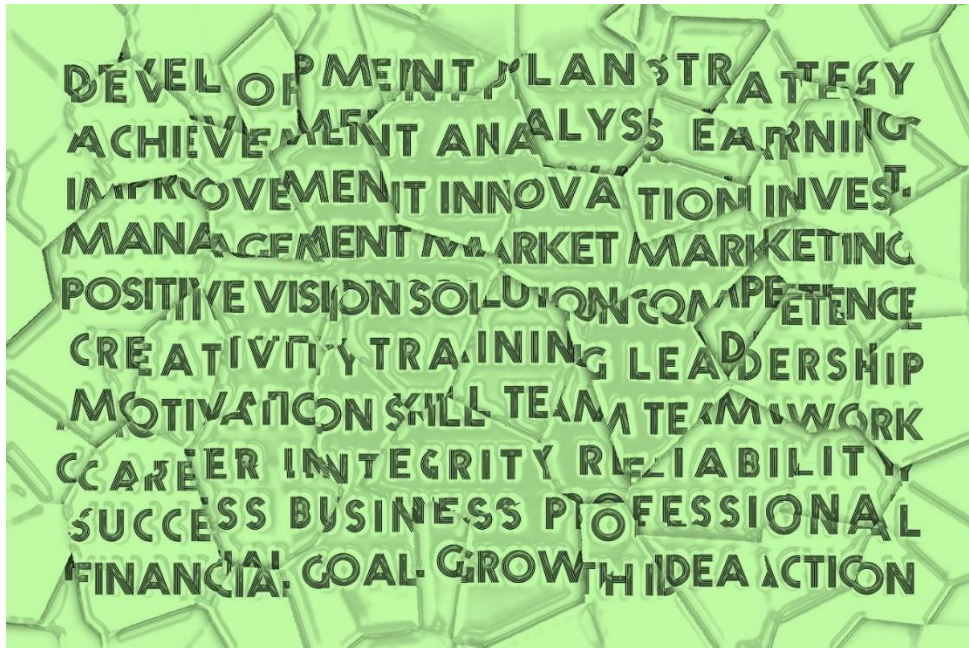 DEVELOPMENT PLAN STRATEGY
ACHIEVEMENT ANALYSIS LEARNING
IMPROVEMENT INNOVATION INVEST.
MANAGEMENT MARKET MARKETING
POSITIVE VISION SOLUTION COMPETENCE
CREATIVITY TRAINING LEADERSHIP
MOTIVATION SKILL TEAM TEAMWORK
CAREER INTEGRITY RELIABILITY
SUCCESS BUSINESS PROFESSIONAL
FINANCIAL GOAL GROWTH IDEA ACTION